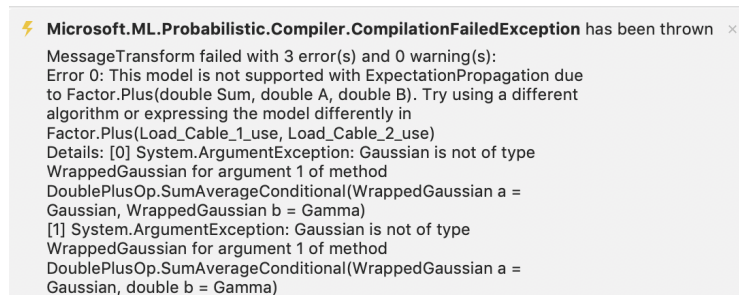 Microsoft.ML.Probabilistic.Compiler.CompilationFailedException has been thrown
MessageTransform failed with 3 error(s) and 0 warning(s):
Error 0: This model is not supported with ExpectationPropagation due
to Factor.Plus(double Sum, double A, double B). Try using a different
algorithm or expressing the model differently in
Factor.Plus(Load_Cable_1_use, Load_Cable_2_use)
Details: [0] System.ArgumentException: Gaussian is not of type
WrappedGaussian for argument 1 of method
DoublePlusOp.SumAverageConditional(WrappedGaussian a =
Gaussian, WrappedGaussian b = Gamma)
[1] System.ArgumentException: Gaussian is not of type
WrappedGaussian for argument 1 of method
DoublePlusOp.SumAverageConditional(WrappedGaussian a =
Gaussian, double b = Gamma)